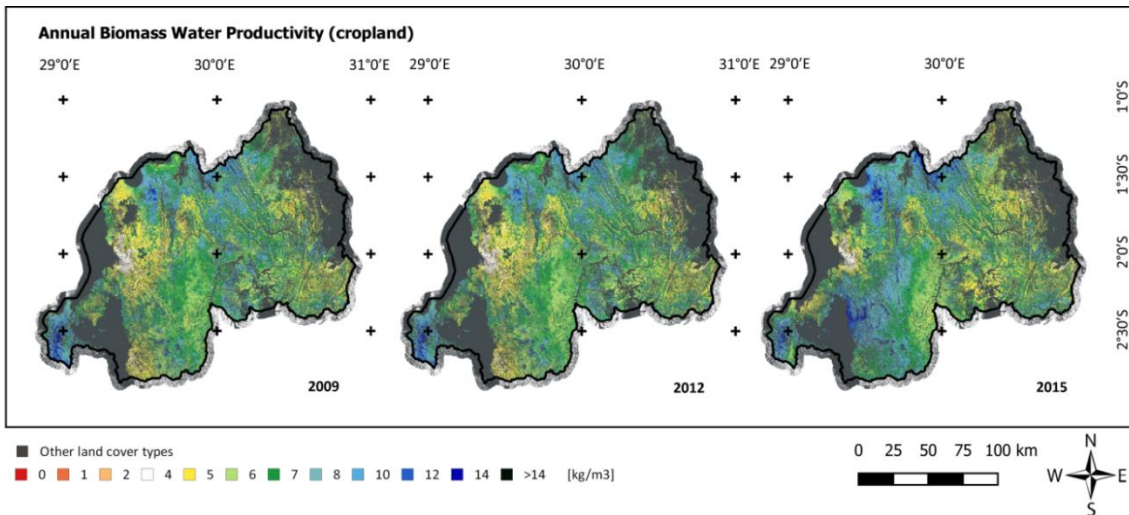 Annual Biomass Water Productivity (cropland)
29°0'E 30°0'E 31°0'E 29°0'E 30°0'E 31°0'E 29°0'E 30°0'E
1°0'S
1°30'S
2°0'S
2°30'S
2009 2012 2015
Other land cover types
0 1 2 4 5 6 7 8 10 12 14 >14 [kg/m3]
0 25 50 75 100 km
N
W E
S